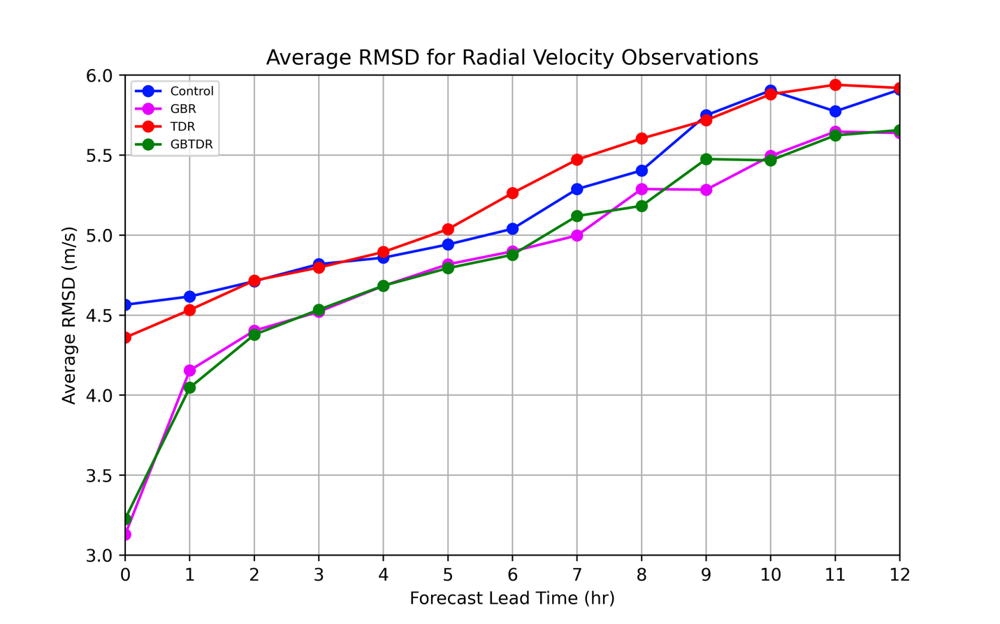 Average RMSD for Radial Velocity Observations
Control
GBR
TDR
GBTDR
Average RMSD (m/s)
6.0
5.5
5.0
4.5
4.0
3.5
3.0
0 1 2 3 4 5 6 7 8 9 10 11 12
Forecast Lead Time (hr)